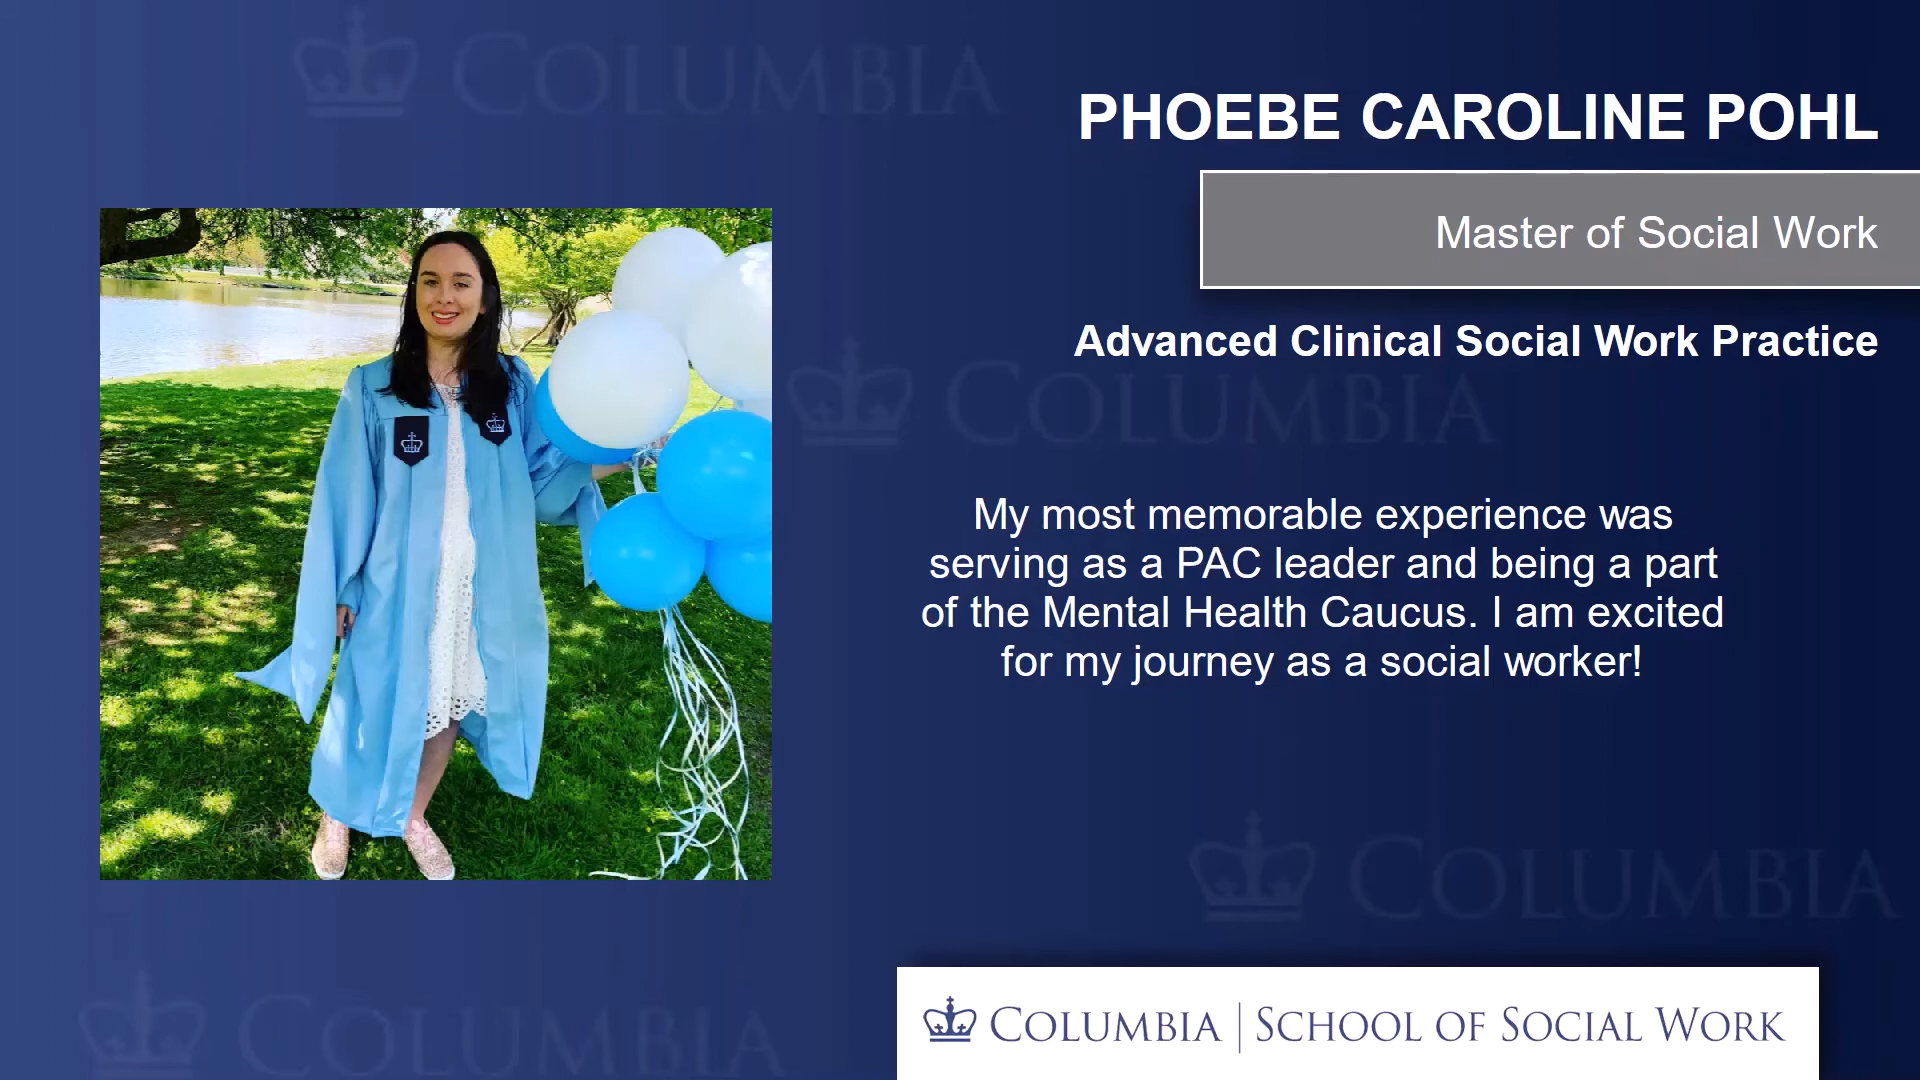 COLUMBIA
PHOEBE CAROLINE POHL
Master of Social Work
Advanced Clinical Social Work Practice
COLUMBIA
My most memorable experience was
serving as a PAC leader and being a part
of the Mental Health Caucus. I am excited
for my journey as a social worker!
COLUMBIA
COLUMBIA
COLUMBIA | SCHOOL OF SOCIAL WORK